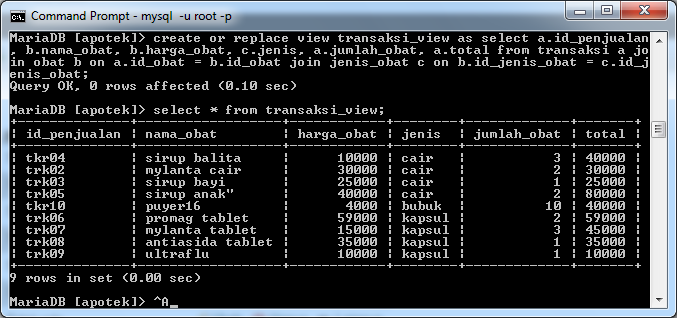 Command Prompt - mysql -u root -p
MariaDB [apotek]> create or replace view transaksi_view as select a.id_penjualan
, b.nama_obat, b.harga_obat, c.jenis, a.jumlah_obat, a.total from transaksi a jo
in obat b on a.id_obat = b.id_obat join jenis_obat c on b.id_jenis_obat = c.id_j
enis_obat;
Query OK, 0 rows affected (0.10 sec)
MariaDB [apotek]> select * from transaksi_view;
+--------------+------------------+------------+--------+-------------+-------+
| id_penjualan | nama_obat        | harga_obat | jenis  | jumlah_obat | total |
+--------------+------------------+------------+--------+-------------+-------+
| tkr04        | sirup balita     |      10000 | cair   |           3 | 40000 |
| trk02        | mylanta cair     |      30000 | cair   |           2 | 30000 |
| trk03        | sirup bayi       |      25000 | cair   |           1 | 25000 |
| trk05        | sirup anak"      |      40000 | cair   |           2 | 80000 |
| tkr10        | puyer16          |       4000 | bubuk  |          10 | 40000 |
| trk06        | promag tablet    |      59000 | kapsul |           2 | 59000 |
| trk07        | mylanta tablet   |      15000 | kapsul |           3 | 45000 |
| trk08        | antiasida tablet |      35000 | kapsul |           1 | 35000 |
| trk09        | ultraflu         |      10000 | kapsul |           1 | 10000 |
+--------------+------------------+------------+--------+-------------+-------+
9 rows in set (0.00 sec)
MariaDB [apotek]> ^A_